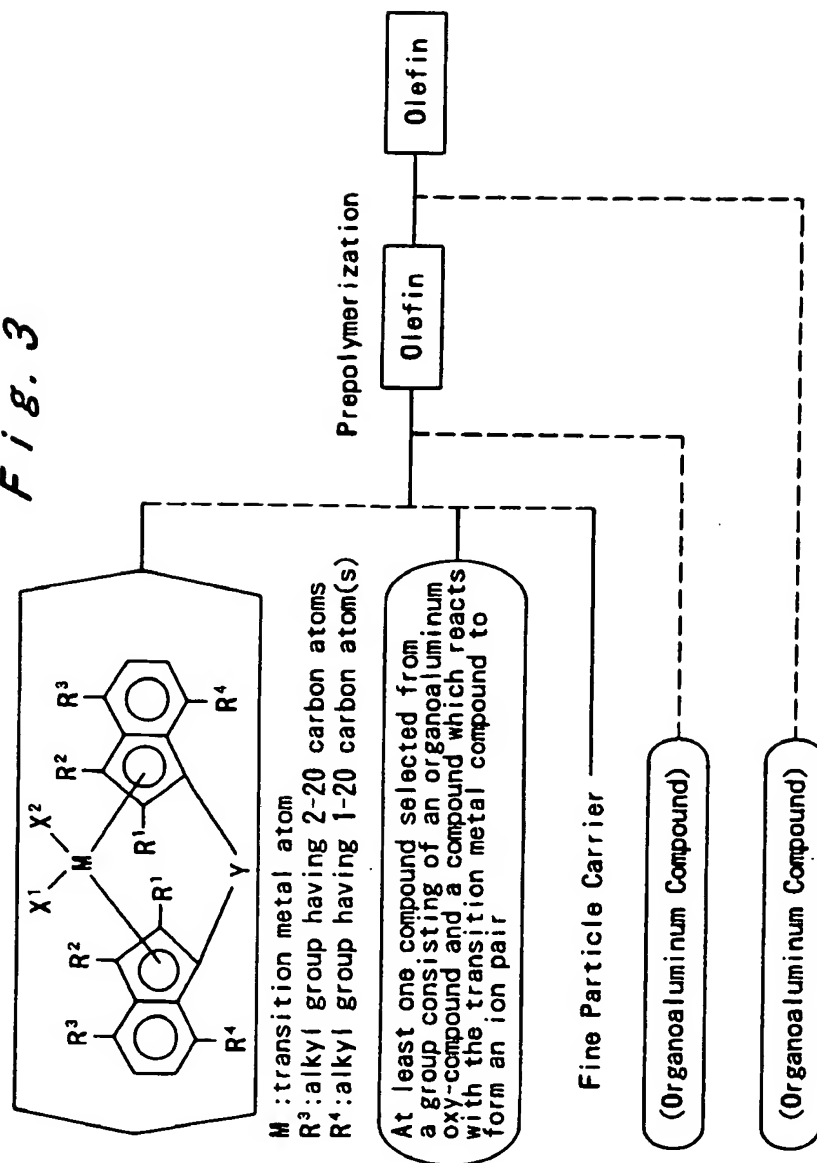 Fig. 3
X¹ X²
M
R³ R² R² R³
R¹ R¹
R⁴ Y R⁴
M :transition metal atom
R³:alkyl group having 2-20 carbon atoms
R⁴:alkyl group having 1-20 carbon atom(s)
At least one compound selected from
a group consisting of an organoaluminum
oxy-compound and a compound which reacts
with the transition metal compound to
form an ion pair
Fine Particle Carrier
(Organoaluminum Compound)
(Organoaluminum Compound)
Prepolymerization
Olefin
Olefin